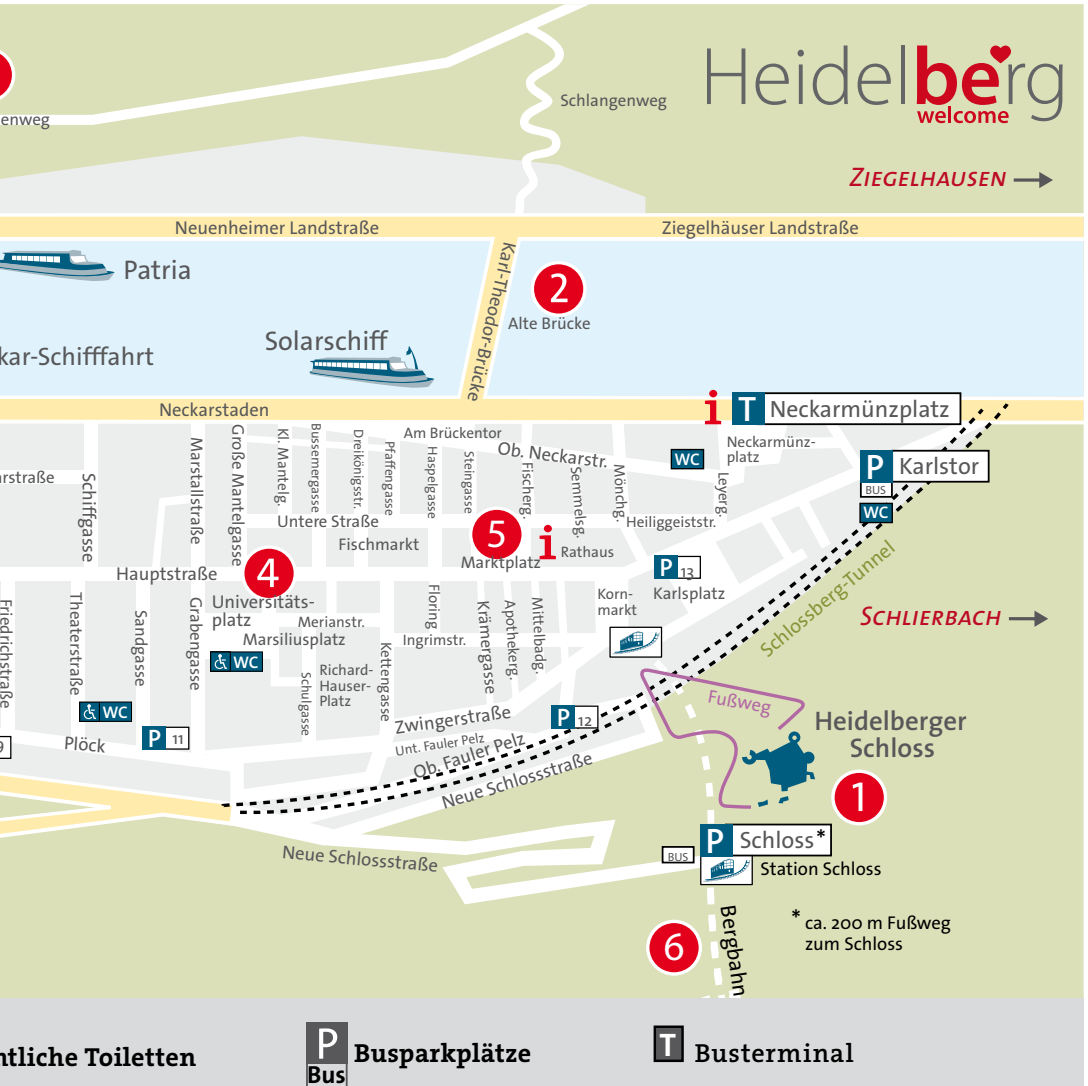 Heidelberg
welcome
Schlangenweg
enweg
ZIEGELHAUSEN
Neuenheimer Landstraße
Ziegelhäuser Landstraße
Patria
Karl-Theodor-Brücke
2
Alte Brücke
Solarschiff
kar-Schifffahrt
Neckarstaden
i
T Neckarmünzplatz
Am Brückentor
Ob. Neckarstr.
Neckarmünz-
platz
WC
P Karlstor
BUS
WC
Marstallstraße
Große Mantelgasse
Kl. Mantelg.
Bussemergasse
Dreikönigsstr.
Pfaffengasse
Haspelgasse
Steingasse
Fischerg.
Semmelsg.
Mönchg.
Leyerg.
rstraße
Schiffgasse
Untere Straße
Heiliggeiststr.
Fischmarkt
5
i
Rathaus
Marktplatz
Hauptstraße
4
P 13
Karlsplatz
Schlossberg-Tunnel
Universitäts-
platz
Merianstr.
Marsiliusplatz
Ingrimstr.
Floring
Krämergasse
Apothekerg.
Mittelbadg.
Korn-
markt
SCHLIERBACH
Friedrichstraße
Theaterstraße
Sandgasse
Grabengasse
WC
Schulgasse
Richard-
Hauser-
Platz
Kettengasse
WC
P 11
Plöck
9
Zwingerstraße
P 12
Unt. Fauler Pelz
Ob. Fauler Pelz
Neue Schlossstraße
Fußweg
Heidelberger
Schloss
1
Neue Schlossstraße
P Schloss*
BUS
Station Schloss
6
Bergbahn
* ca. 200 m Fußweg
zum Schloss
ntliche Toiletten
P
Bus
Busparkplätze
T Busterminal